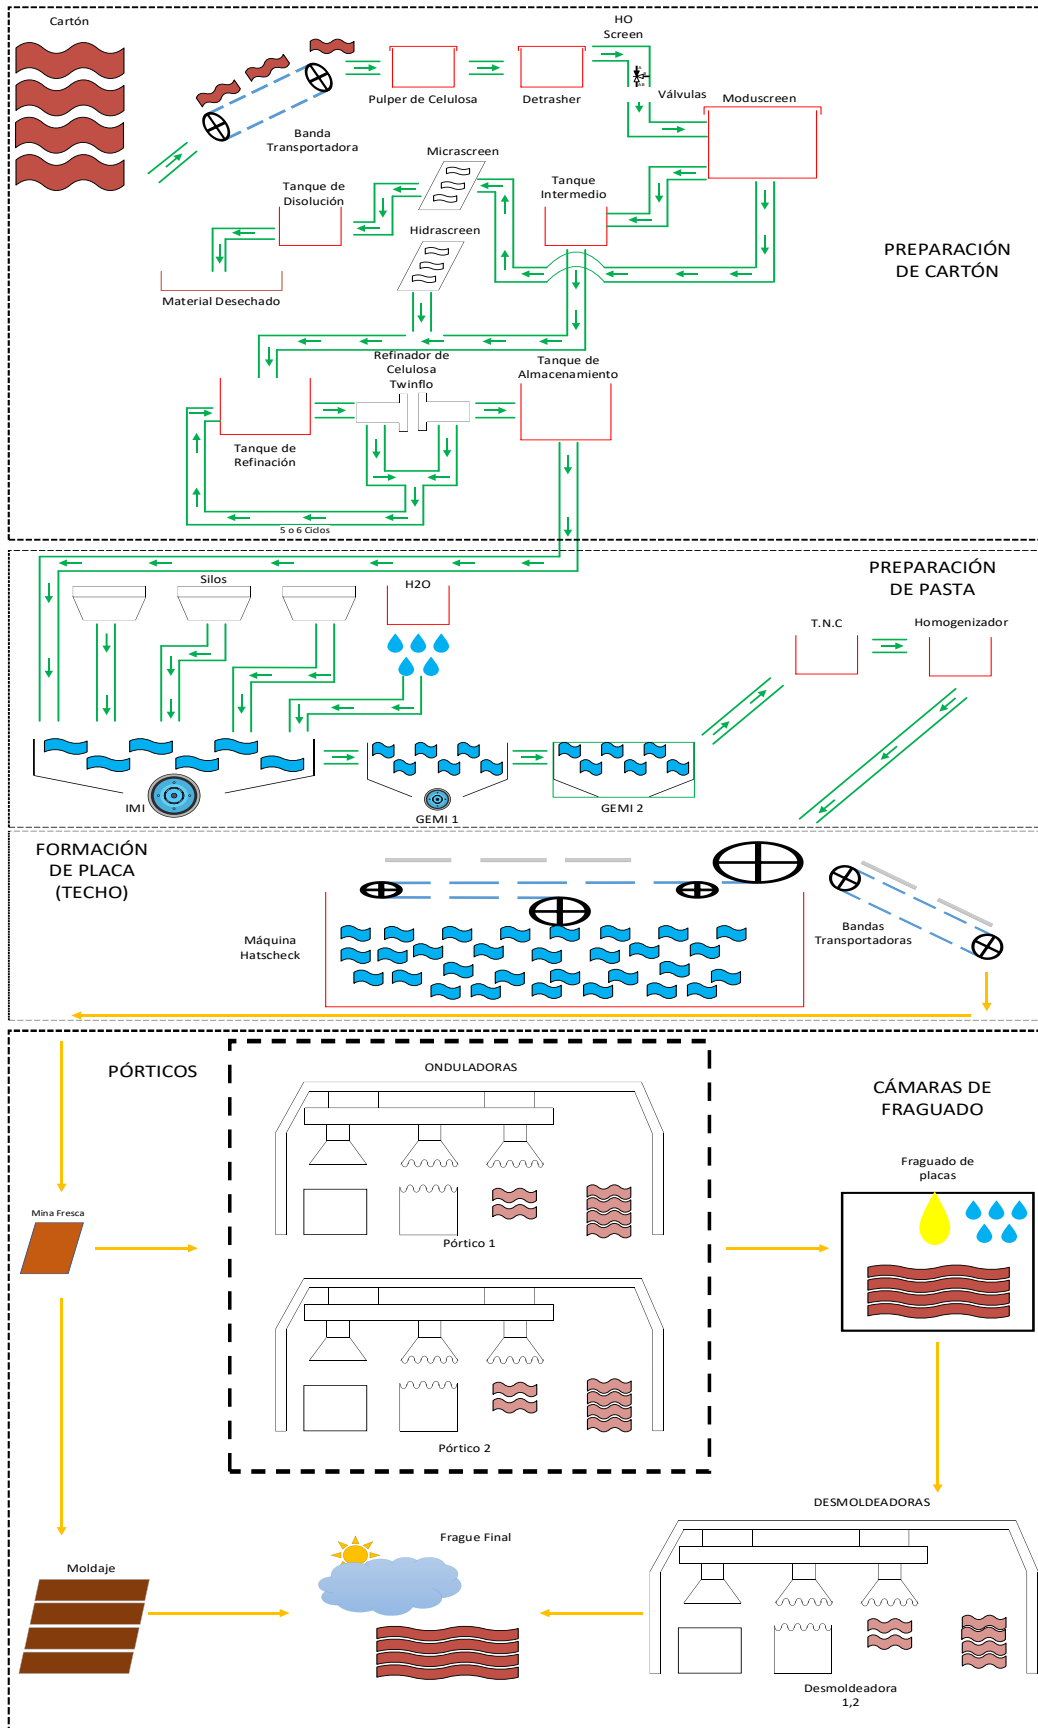 Cartón
HO
Screen
Pulper de Celulosa
Detrasher
Válvulas
Moduscreen
Banda
Transportadora
Micrascreen
Tanque de
Disolución
Tanque
Intermedio
Hidrascreen
PREPARACIÓN
DE CARTÓN
Material Desechado
Refinador de
Celulosa
Twinflo
Tanque de
Almacenamiento
Tanque de
Refinación
5 o 6 Ciclos
PREPARACIÓN
DE PASTA
Silos
H2O
T.N.C
Homogenizador
IMI
GEMI 1
GEMI 2
FORMACIÓN
DE PLACA
(TECHO)
Máquina
Hatscheck
Bandas
Transportadoras
PÓRTICOS
ONDULADORAS
CÁMARAS DE
FRAGUADO
Fraguado de
placas
Mina Fresca
Pórtico 1
Pórtico 2
DESMOLDEADORAS
Frague Final
Moldaje
Desmoldeadora
1,2